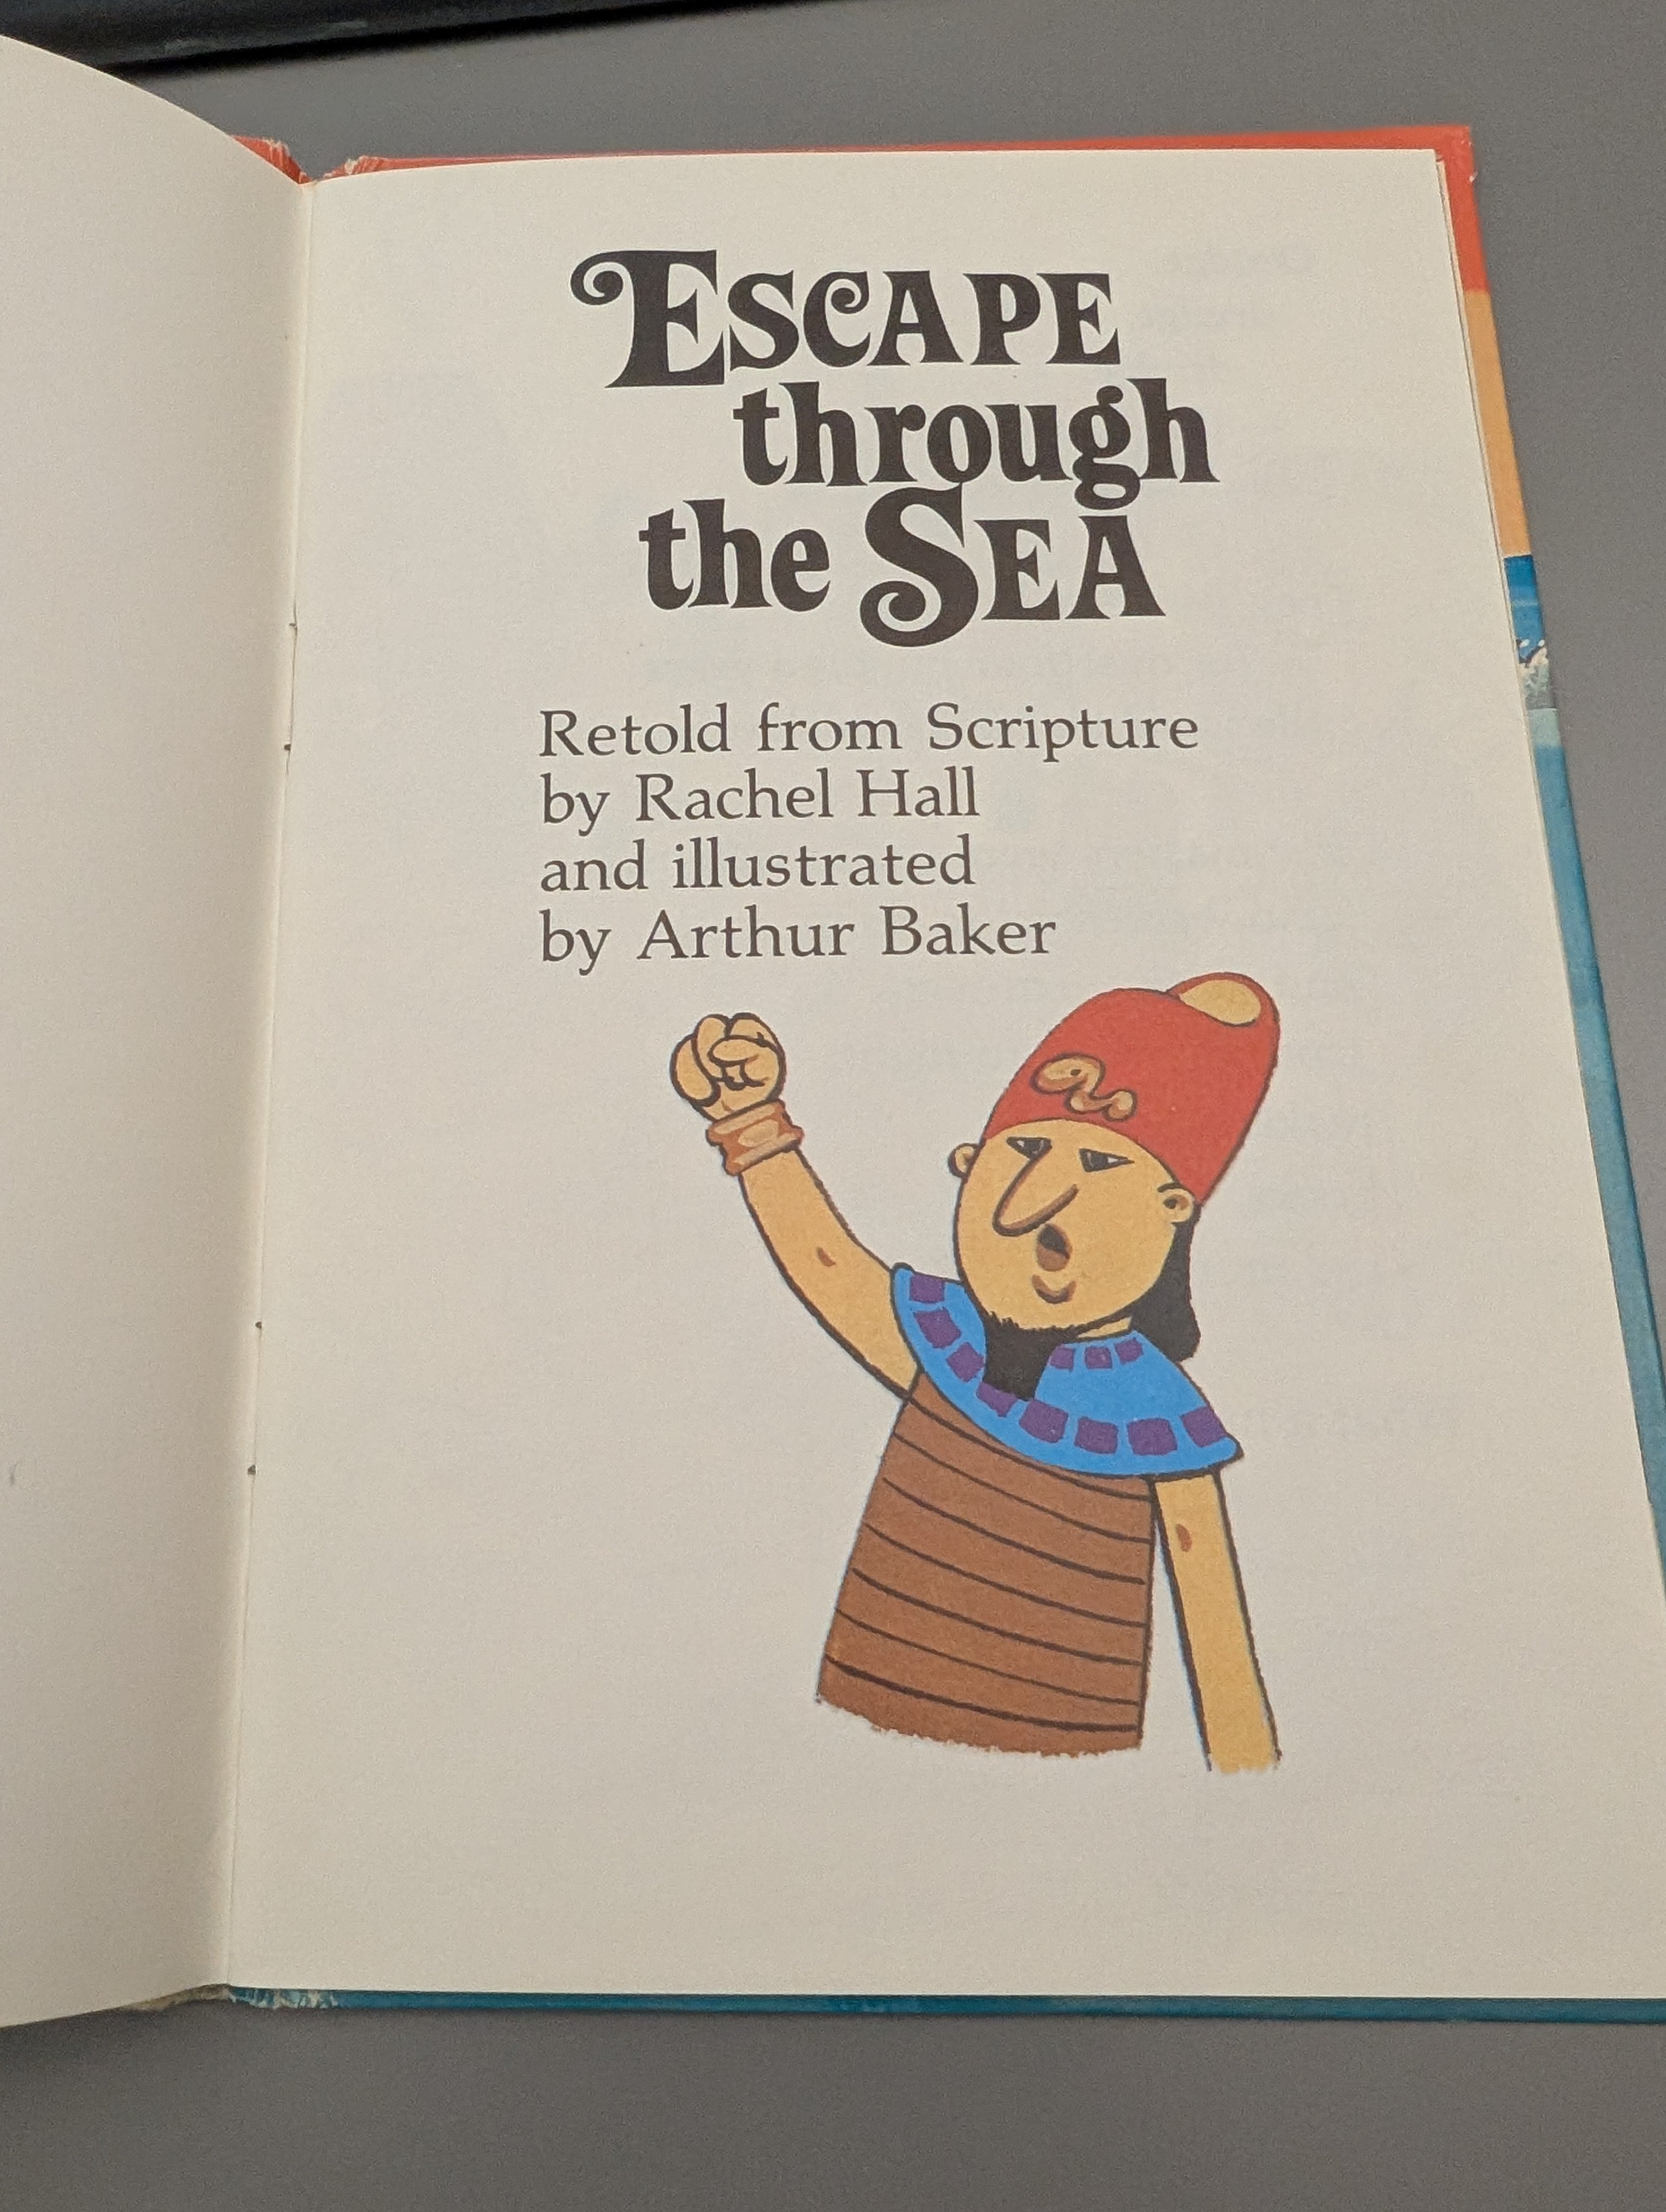 ESCAPE
through
the SEA
Retold from Scripture
by Rachel Hall
and illustrated
by Arthur Baker